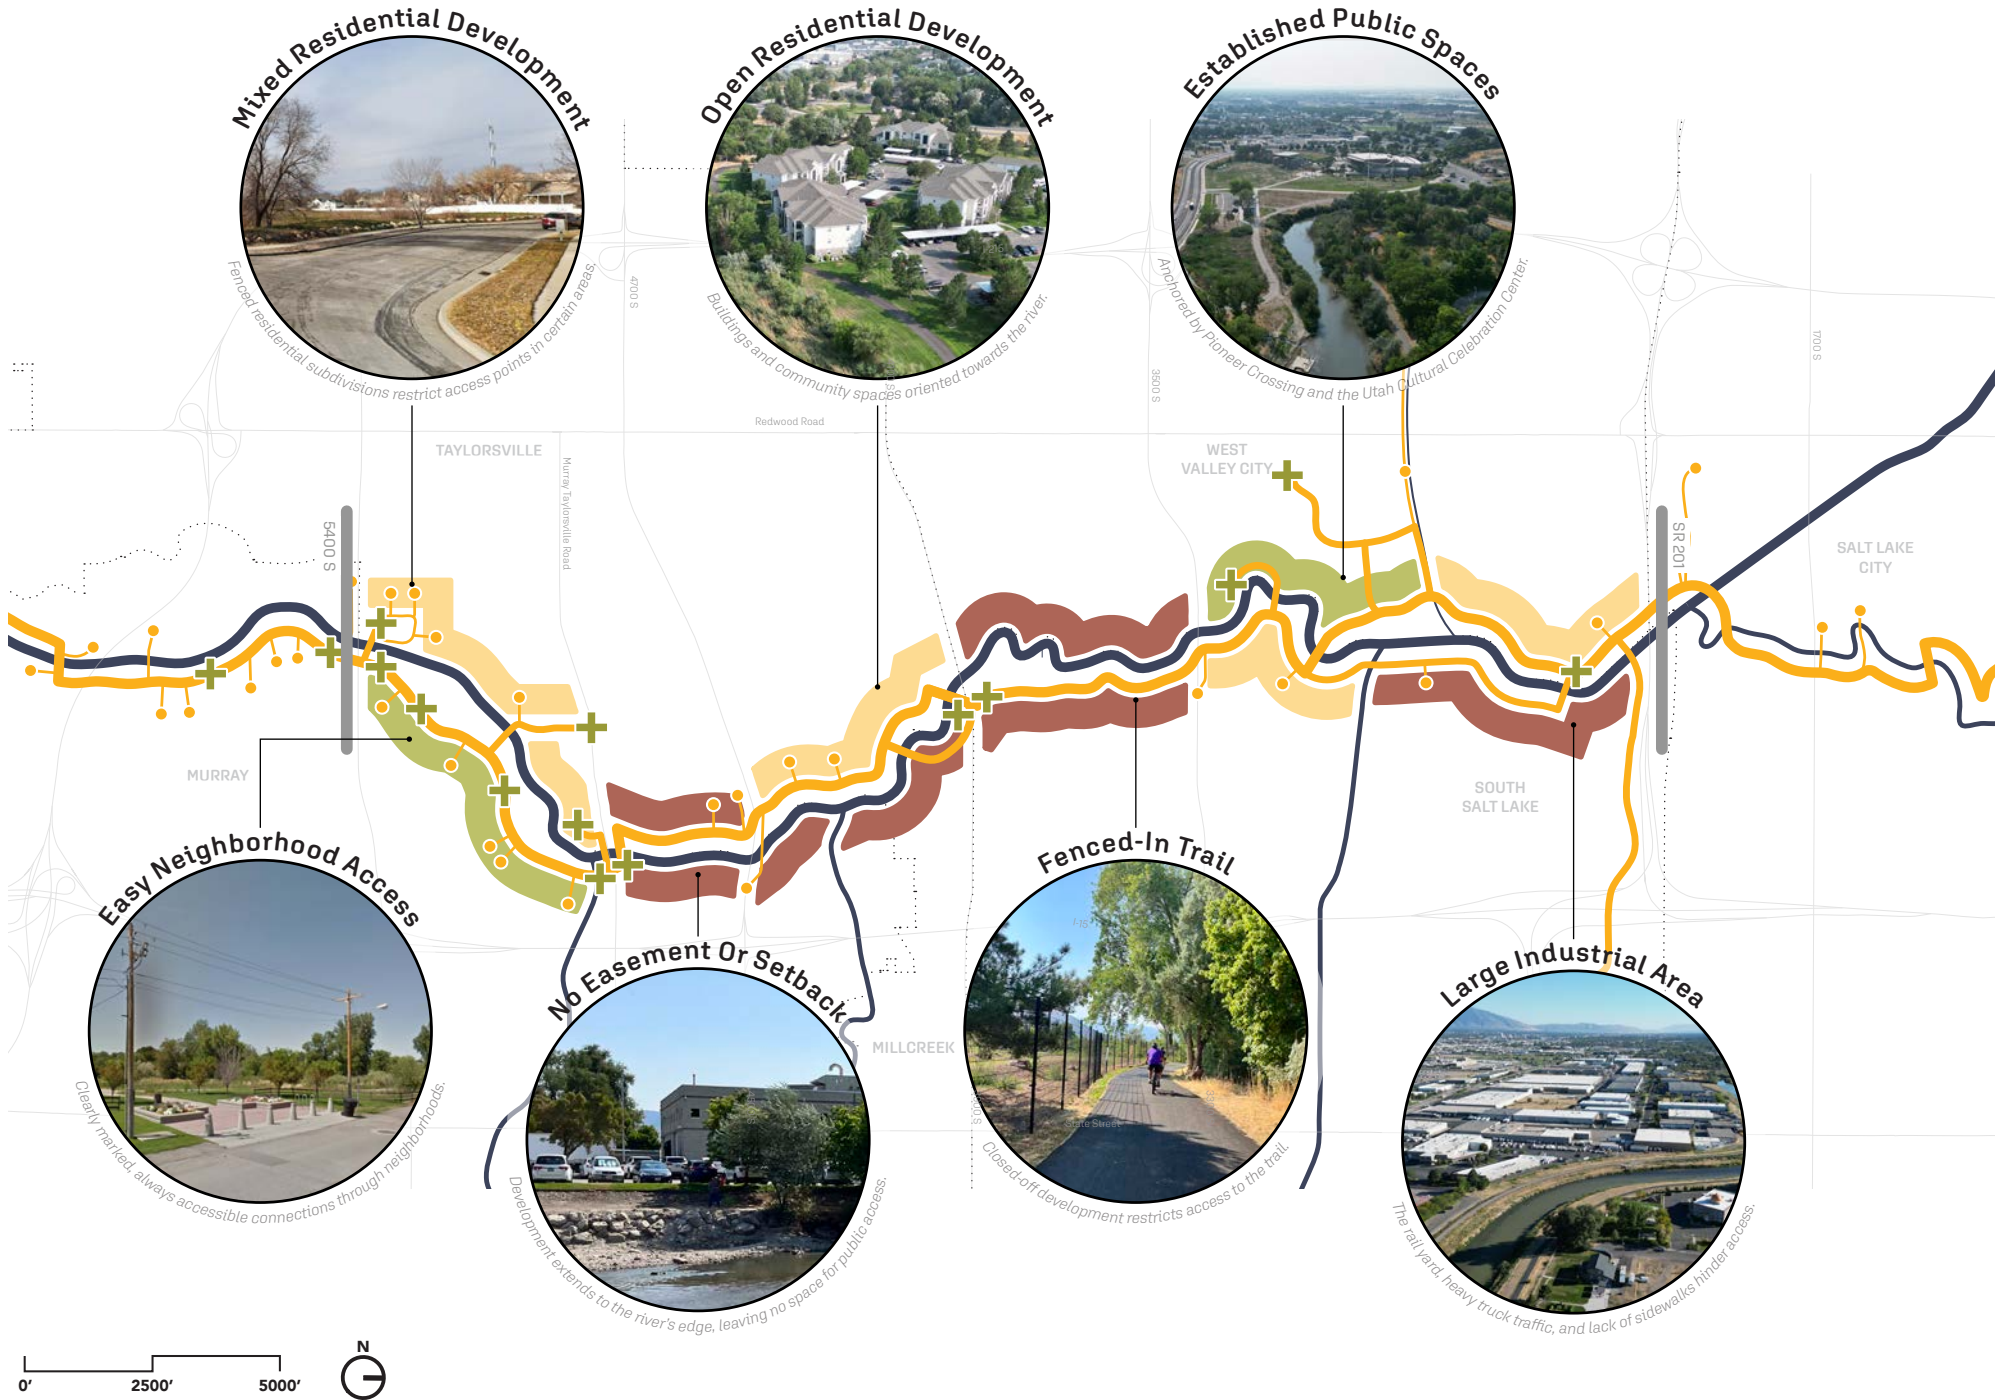 Mixed Residential Development
Fenced residential subdivisions restrict access points in certain areas.
Open Residential Development
Buildings and community spaces oriented towards the river.
Established Public Spaces
Anchored by Pioneer Crossing and the Utah Cultural Celebration Center.
4700 S
3500 S
1700 S
Redwood Road
TAYLORSVILLE
Murray Taylorsville Road
WEST
VALLEY CITY
5400 S
SR 201
SALT LAKE
CITY
MURRAY
SOUTH
SALT LAKE
MILLCREEK
Easy Neighborhood Access
Clearly marked, always accessible connections through neighborhoods.
No Easement Or Setback
Development extends to the river's edge, leaving no space for public access.
Fenced-In Trail
I-15
State Street
Closed-off development restricts access to the trail.
Large Industrial Area
The rail yard, heavy truck traffic, and lack of sidewalks hinder access.
0'
2500'
5000'
N